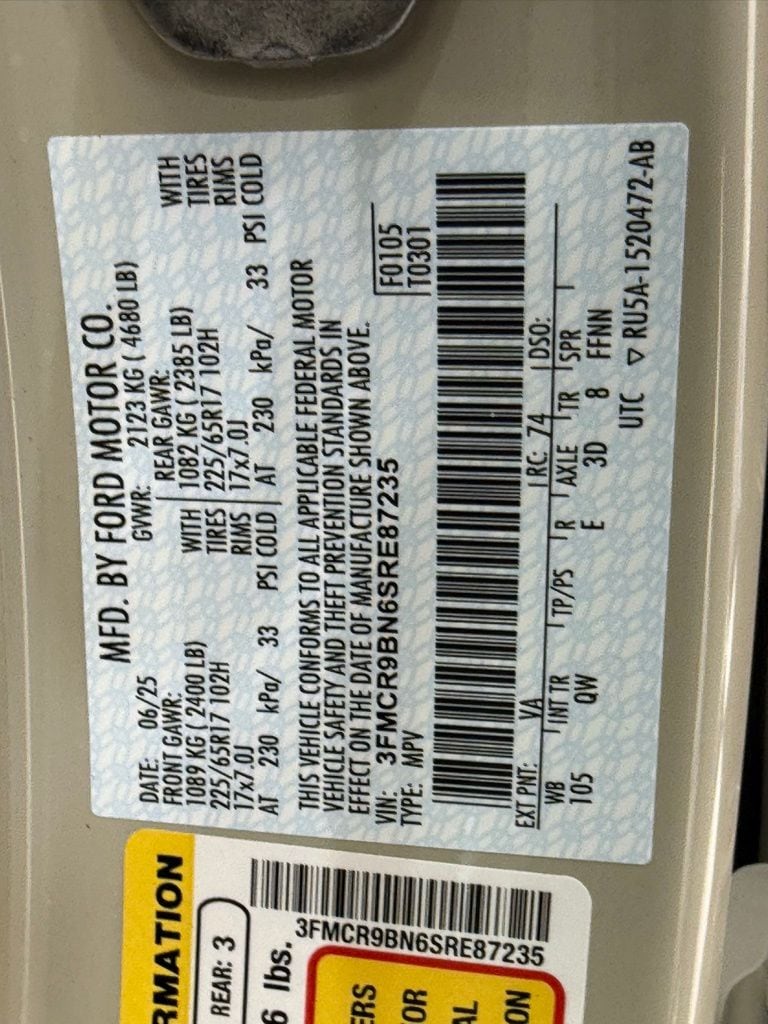 MFD. BY FORD MOTOR CO.
DATE: 06/25 GVWR: 2123 KG ( 4680 LB)
FRONT GAWR: REAR GAWR:
1089 KG ( 2400 LB) WITH 1082 KG ( 2385 LB) WITH
225/65R17 102H TIRES 225/65R17 102H TIRES
17x7.0J RIMS 17x7.0J RIMS
AT 230 kPa/ 33 PSI COLD AT 230 kPa/ 33 PSI COLD
THIS VEHICLE CONFORMS TO ALL APPLICABLE FEDERAL MOTOR
VEHICLE SAFETY AND THEFT PREVENTION STANDARDS IN
EFFECT ON THE DATE OF MANUFACTURE SHOWN ABOVE.
VIN: 3FMCR9BN6SRE87235 F0105
TYPE: MPV T0301
EXT PNT: VA RC: 74 DSO:
WB INT TR TP/PS R AXLE TR SPR
105 QW E 3D 8 FFNN
UTC ▽ RU5A-1520472-AB
RMATION
REAR: 3
6 lbs.
3FMCR9BN6SRE87235
ERS
OR
AL
ON